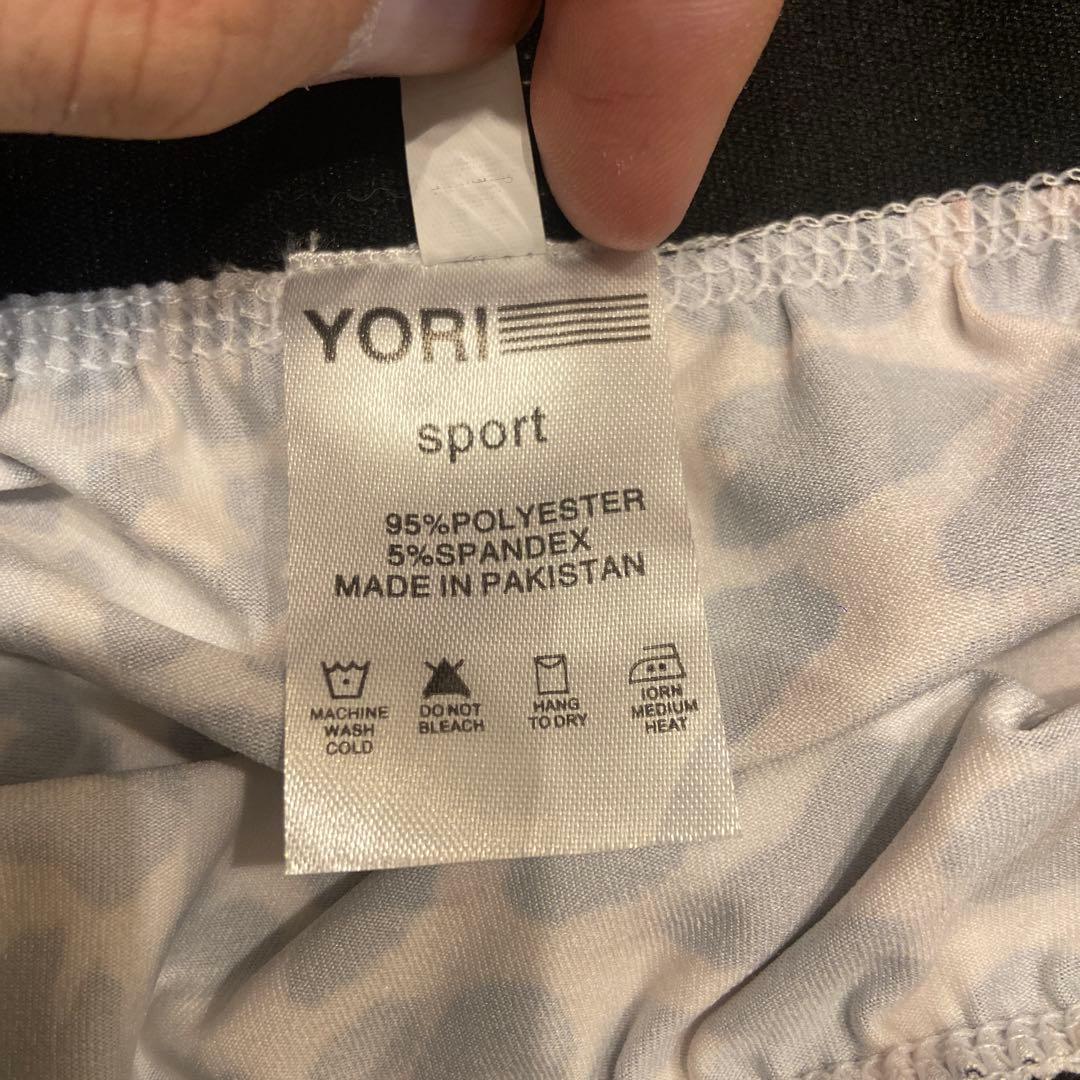 YORI
sport
95%POLYESTER
5%SPANDEX
MADE IN PAKISTAN
MACHINE
WASH
COLD
DO NOT
BLEACH
HANG
TO DRY
IORN
MEDIUM
HEAT